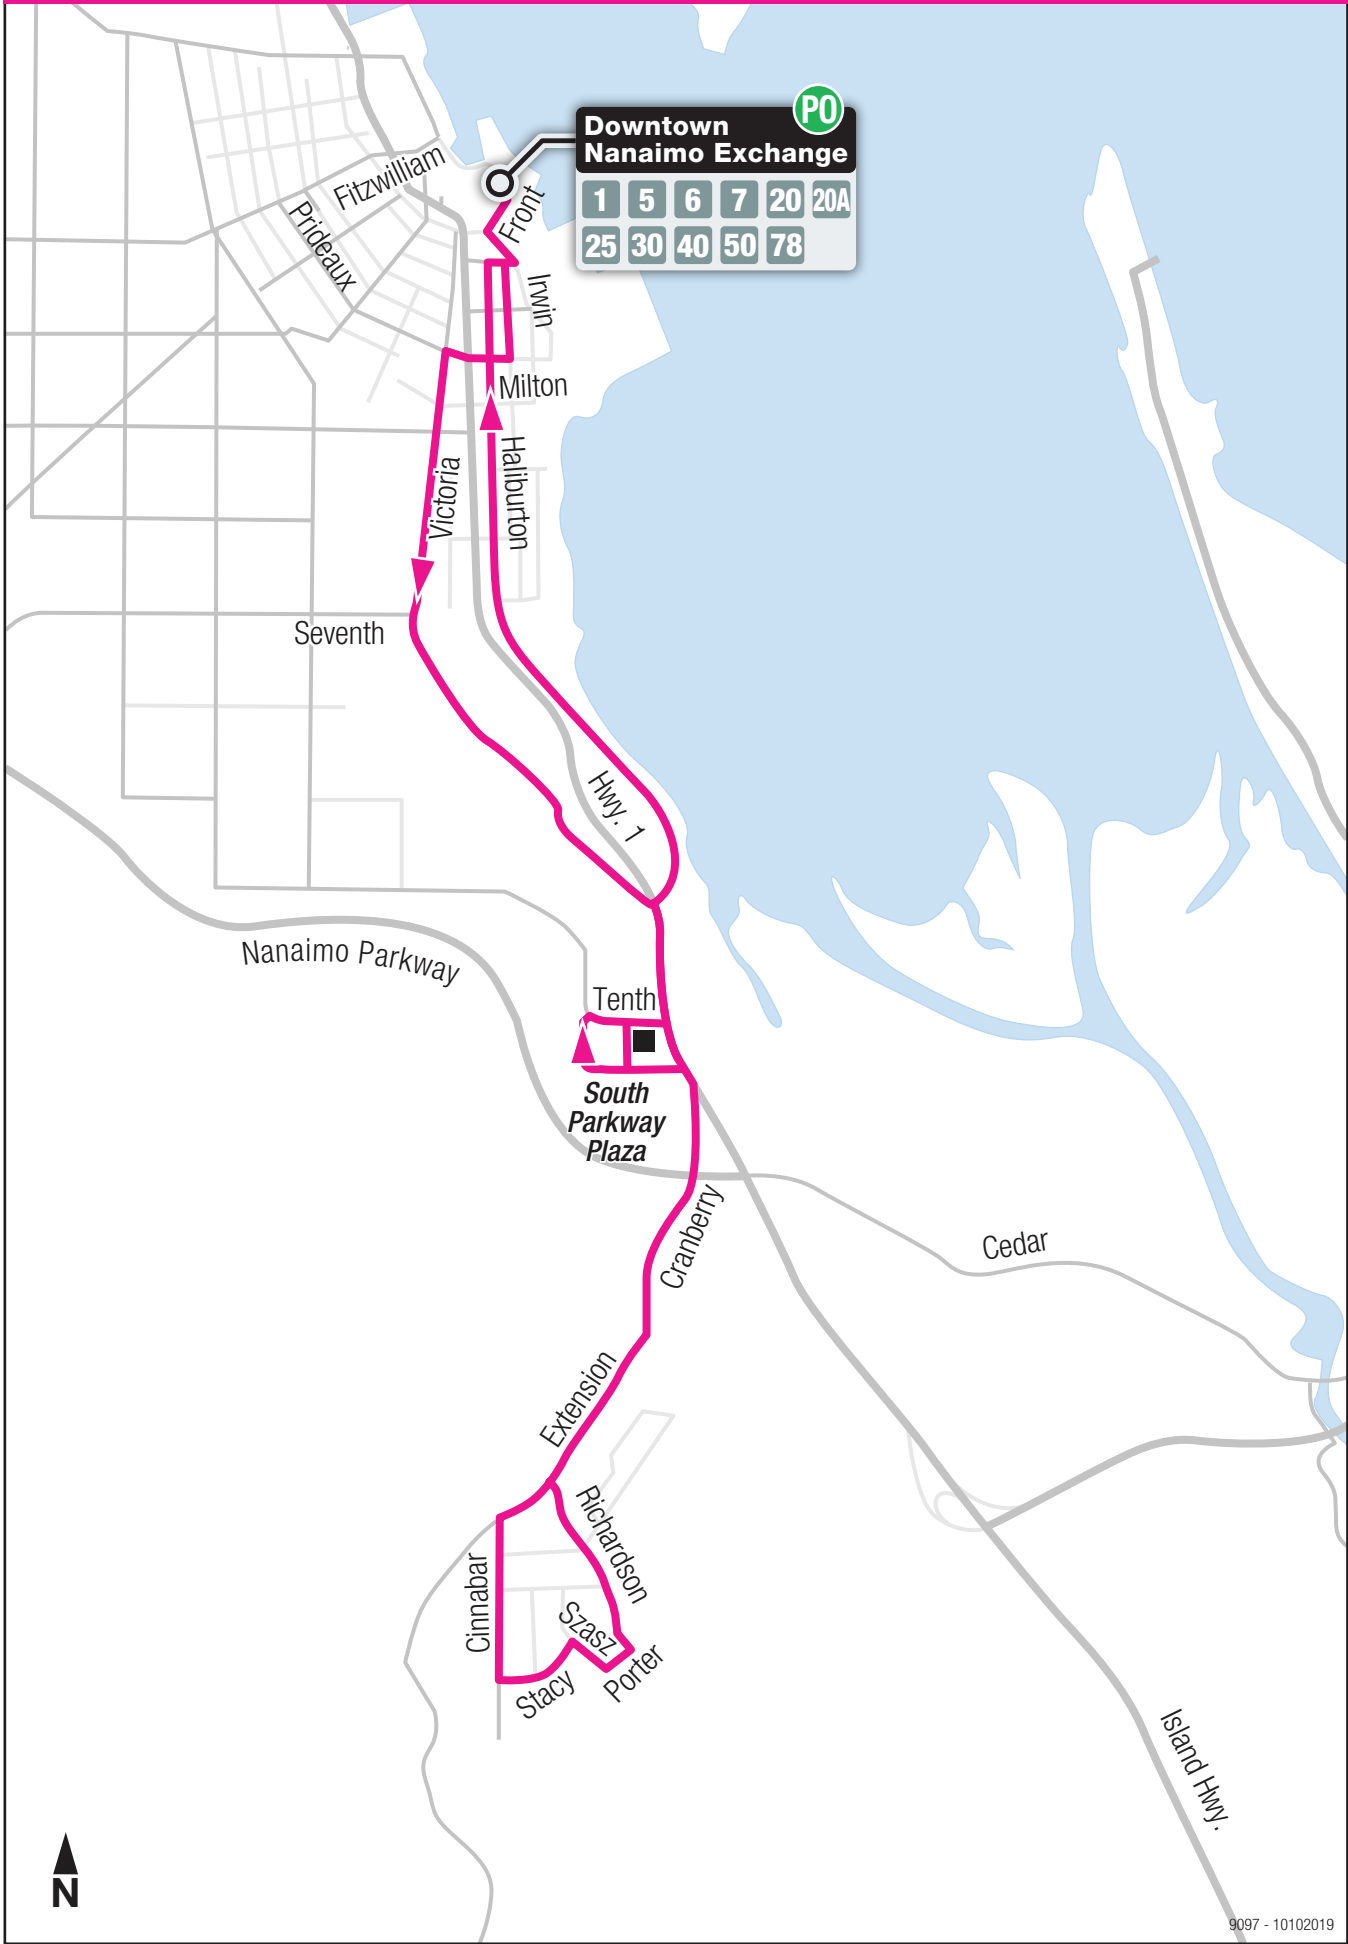 PO
Downtown
Nanaimo Exchange
1 5 6 7 20 20A
25 30 40 50 78
Fitzwilliam
Front
Prideaux
Irwin
Milton
Haliburton
Victoria
Seventh
Hwy. 1
Nanaimo Parkway
Tenth
South
Parkway
Plaza
Cranberry
Cedar
Extension
Richardson
Cinnabar
Szasz
Porter
Stacy
Island Hwy.
N
9097 - 10102019